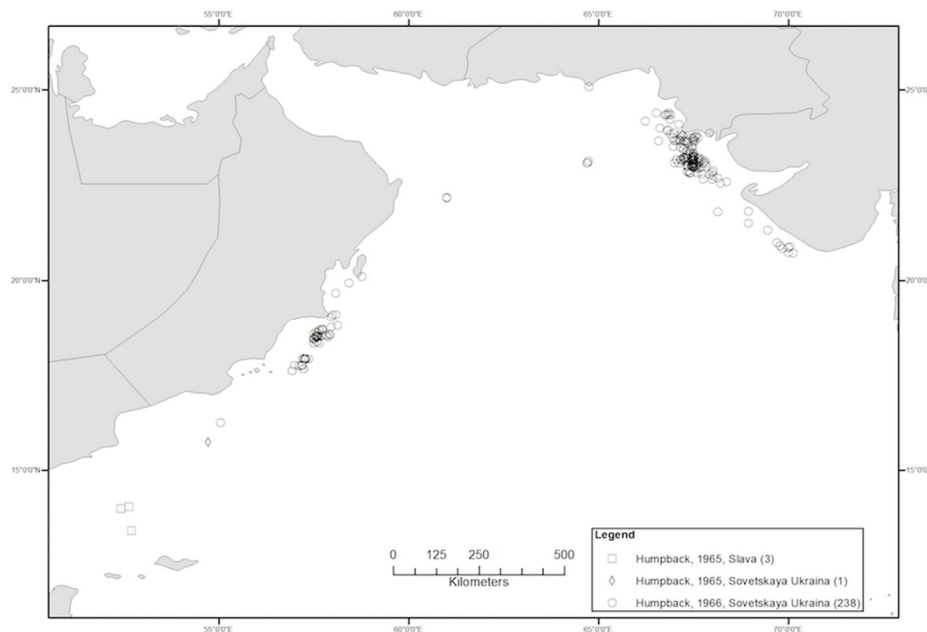 55°0'0"E 60°0'0"E 65°0'0"E 70°0'0"E
25°0'0"N 25°0'0"N
20°0'0"N 20°0'0"N
15°0'0"N 15°0'0"N
Legend
0 125 250 500
Kilometers
Humpback, 1965, Slava (3)
Humpback, 1965, Sovetskaya Ukraina (1)
Humpback, 1966, Sovetskaya Ukraina (238)
55°0'0"E 60°0'0"E 65°0'0"E 70°0'0"E